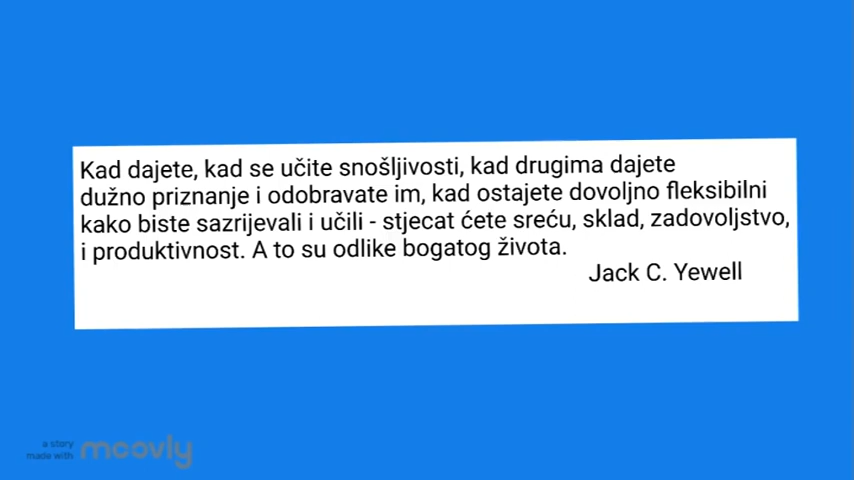 Kad dajete, kad se učite snošljivosti, kad drugima dajete
dužno priznanje i odobravate im, kad ostajete dovoljno fleksibilni
kako biste sazrijevali i učili - stjecat ćete sreću, sklad, zadovoljstvo,
i produktivnost. A to su odlike bogatog života.
Jack C. Yewell
a story
made with moovly